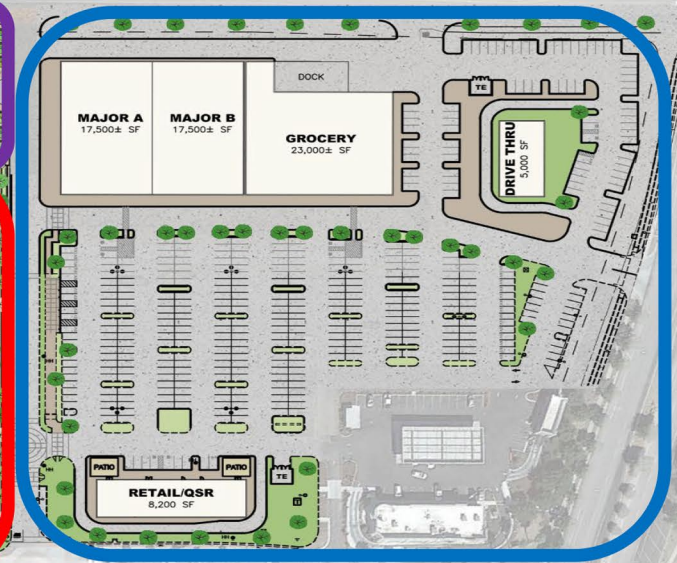 DOCK
MAJOR A
17,500± SF
MAJOR B
17,500± SF
GROCERY
23,000± SF
TE
DRIVE THRU
5,000 SF
PATIO
PATIO
TE
RETAIL/QSR
8,200 SF